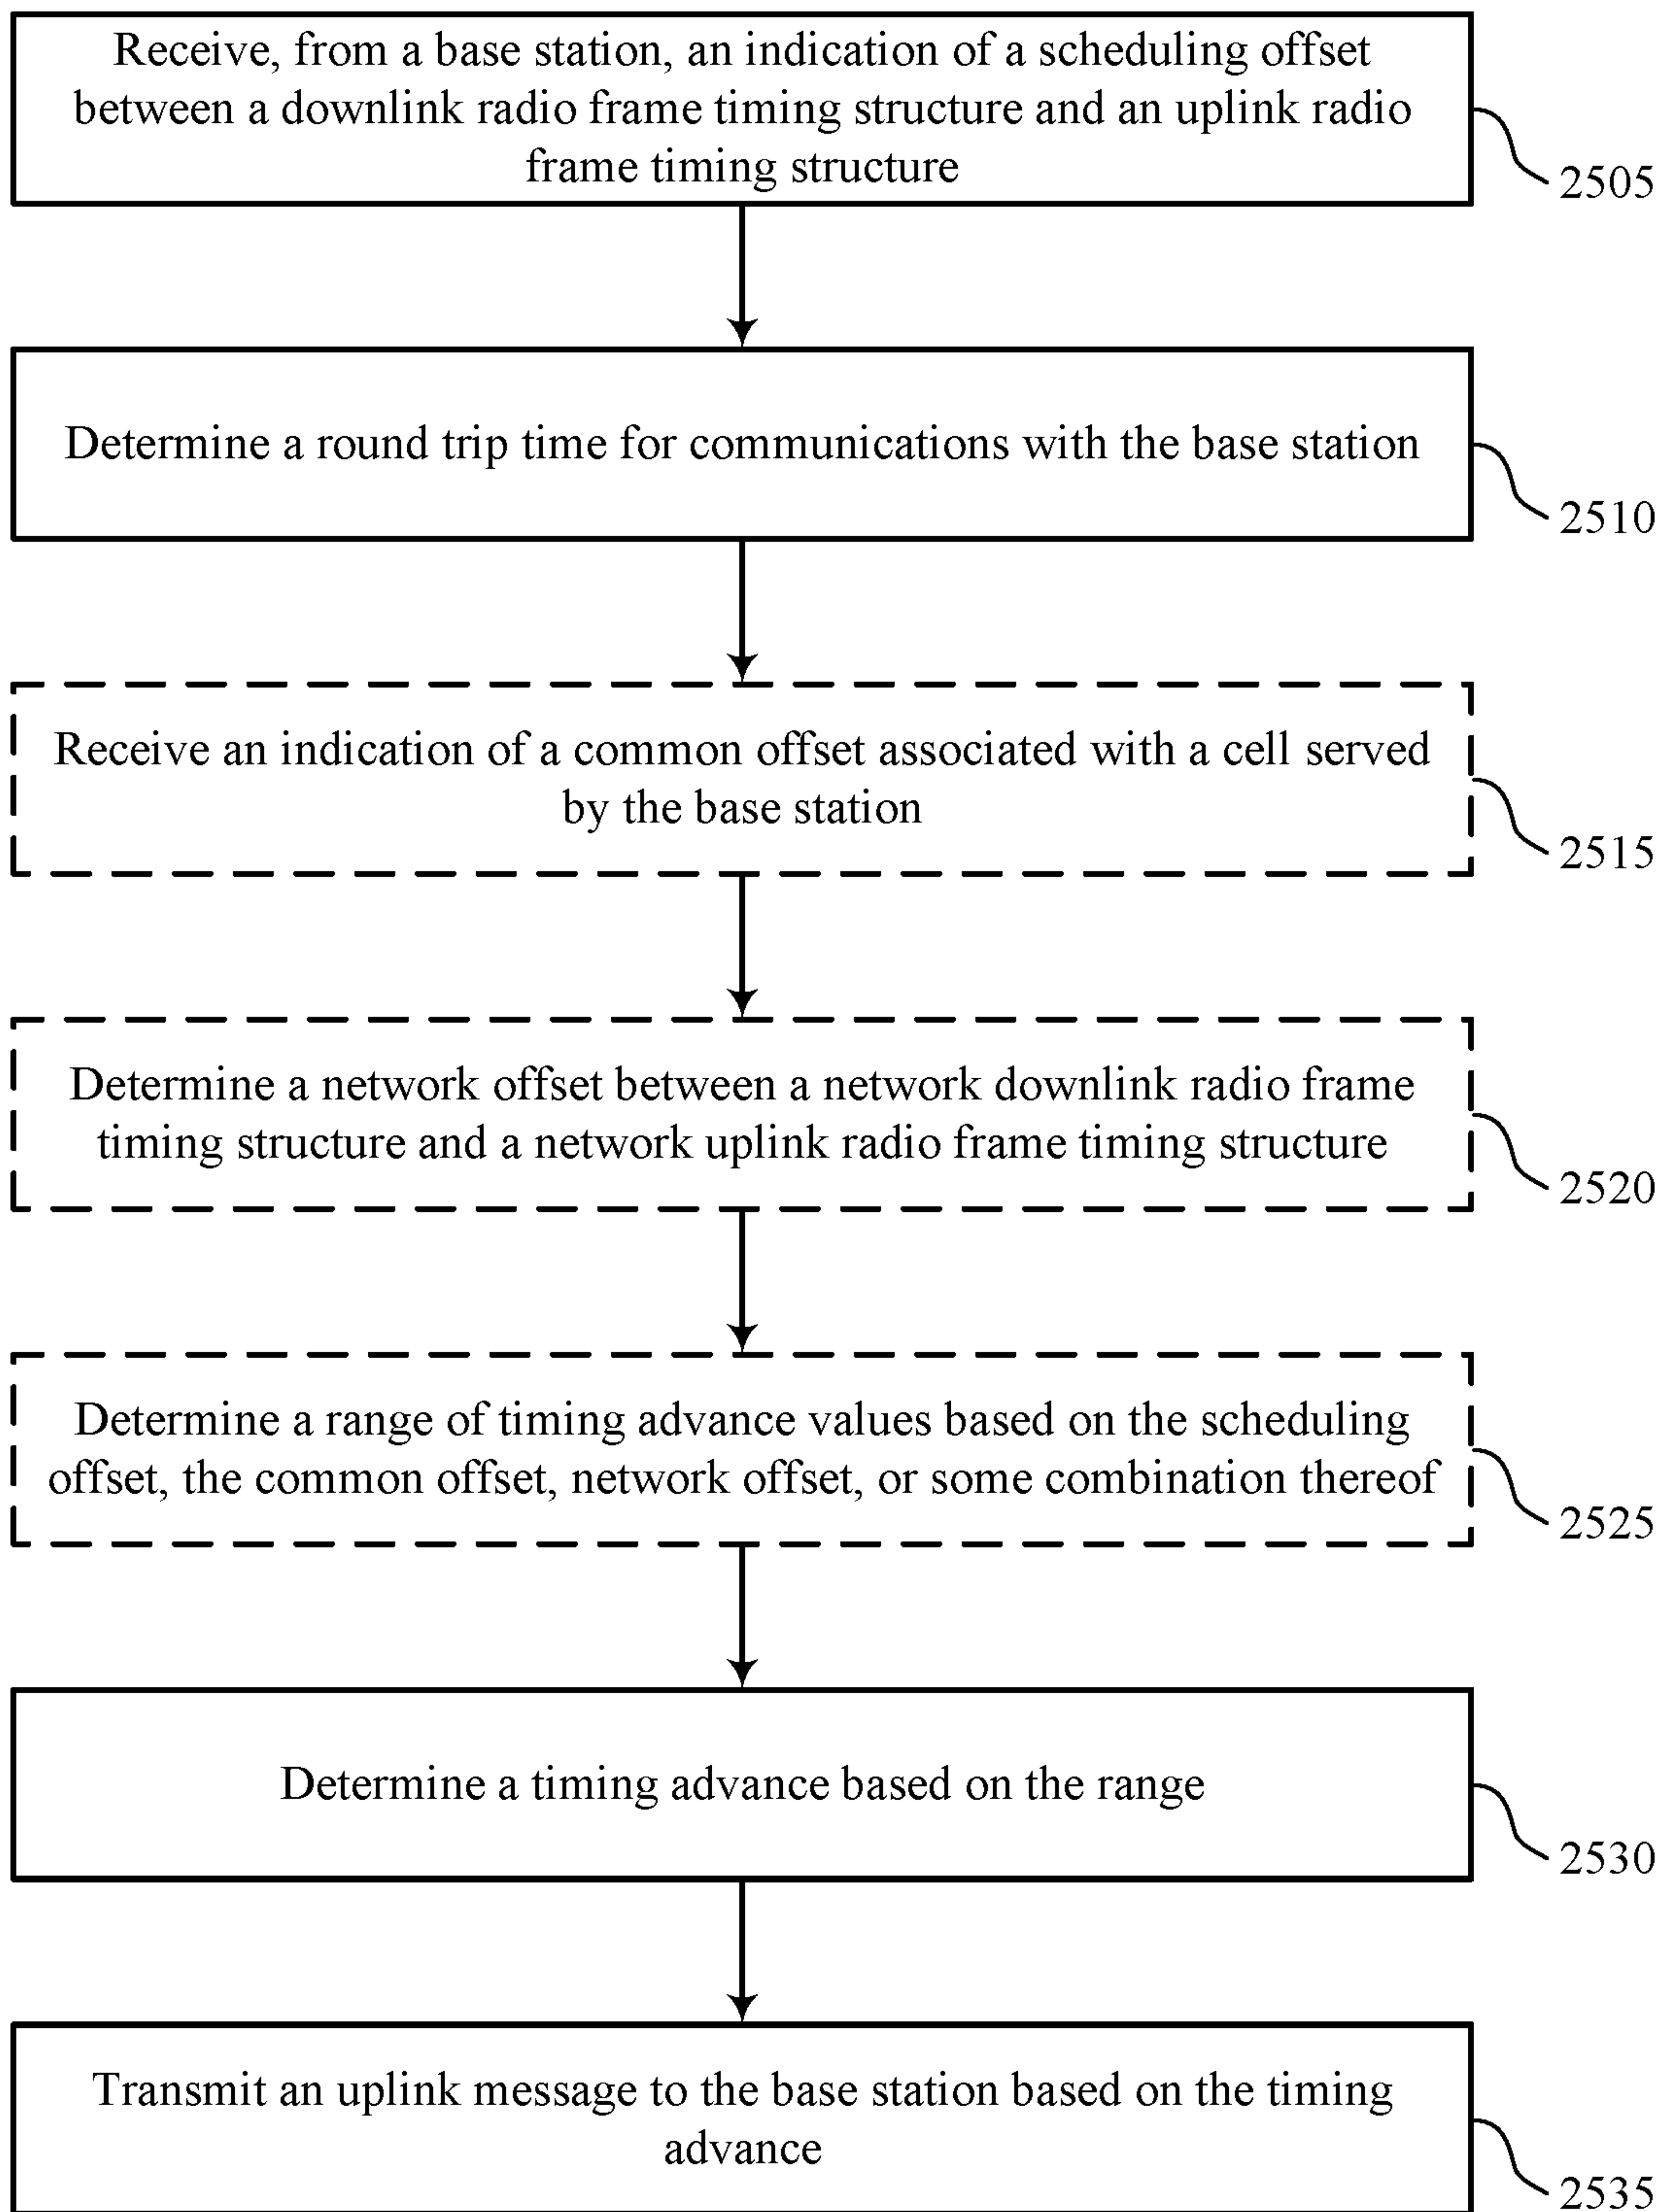 Receive, from a base station, an indication of a scheduling offset
between a downlink radio frame timing structure and an uplink radio
frame timing structure
2505
Determine a round trip time for communications with the base station
2510
Receive an indication of a common offset associated with a cell served
by the base station
2515
Determine a network offset between a network downlink radio frame
timing structure and a network uplink radio frame timing structure
2520
Determine a range of timing advance values based on the scheduling
offset, the common offset, network offset, or some combination thereof
2525
Determine a timing advance based on the range
2530
Transmit an uplink message to the base station based on the timing
advance
2535